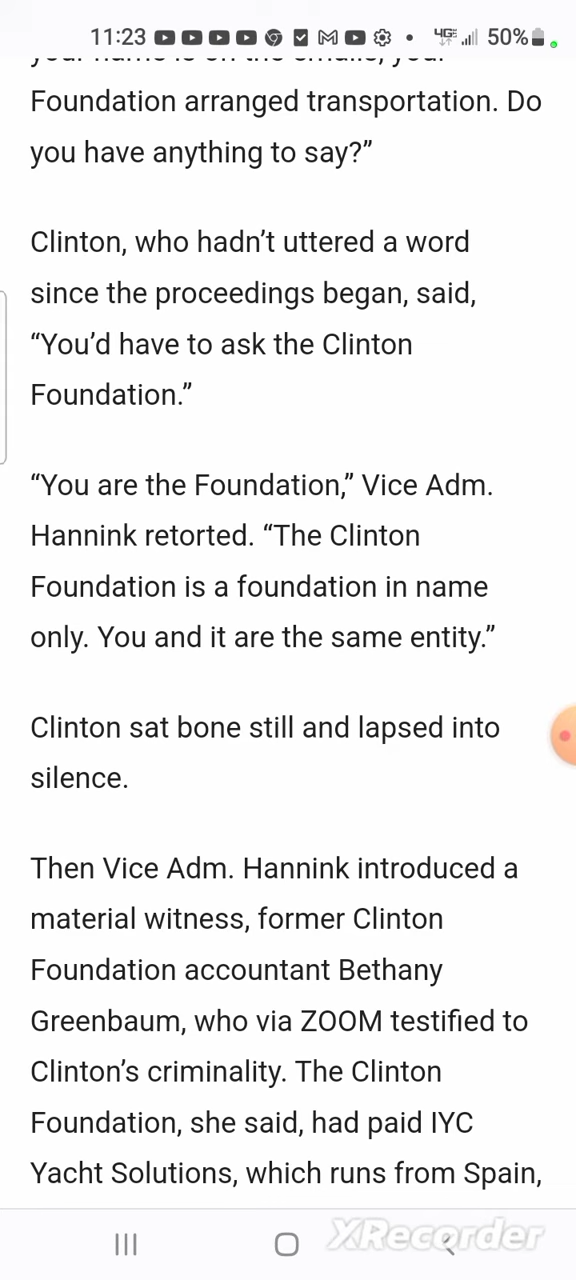 11:23 4G 50%
Foundation arranged transportation. Do
you have anything to say?”
Clinton, who hadn’t uttered a word
since the proceedings began, said,
“You’d have to ask the Clinton
Foundation.”
“You are the Foundation,” Vice Adm.
Hannink retorted. “The Clinton
Foundation is a foundation in name
only. You and it are the same entity.”
Clinton sat bone still and lapsed into
silence.
Then Vice Adm. Hannink introduced a
material witness, former Clinton
Foundation accountant Bethany
Greenbaum, who via ZOOM testified to
Clinton’s criminality. The Clinton
Foundation, she said, had paid IYC
Yacht Solutions, which runs from Spain,
XRecorder